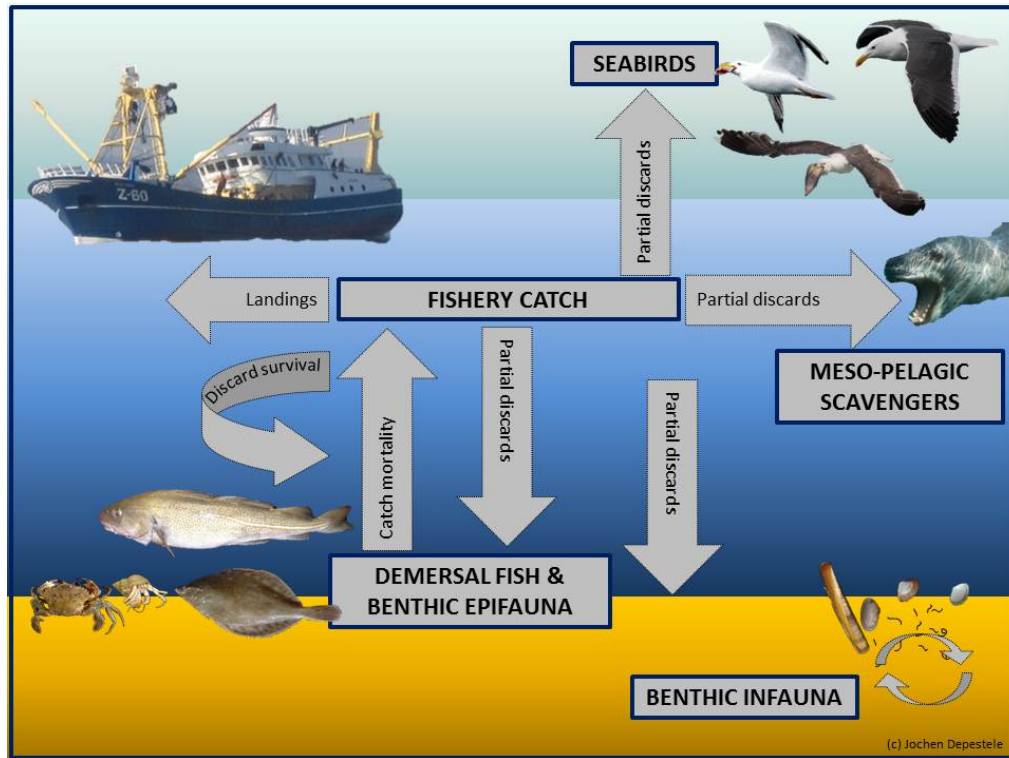 SEABIRDS
Z-60
Partial discards
Landings
FISHERY CATCH
Partial discards
Discard survival
Catch mortality
Partial discards
Partial discards
MESO-PELAGIC
SCAVENGERS
DEMERSAL FISH &
BENTHIC EPIFAUNA
BENTHIC INFAUNA
(c) Jochen Depestele